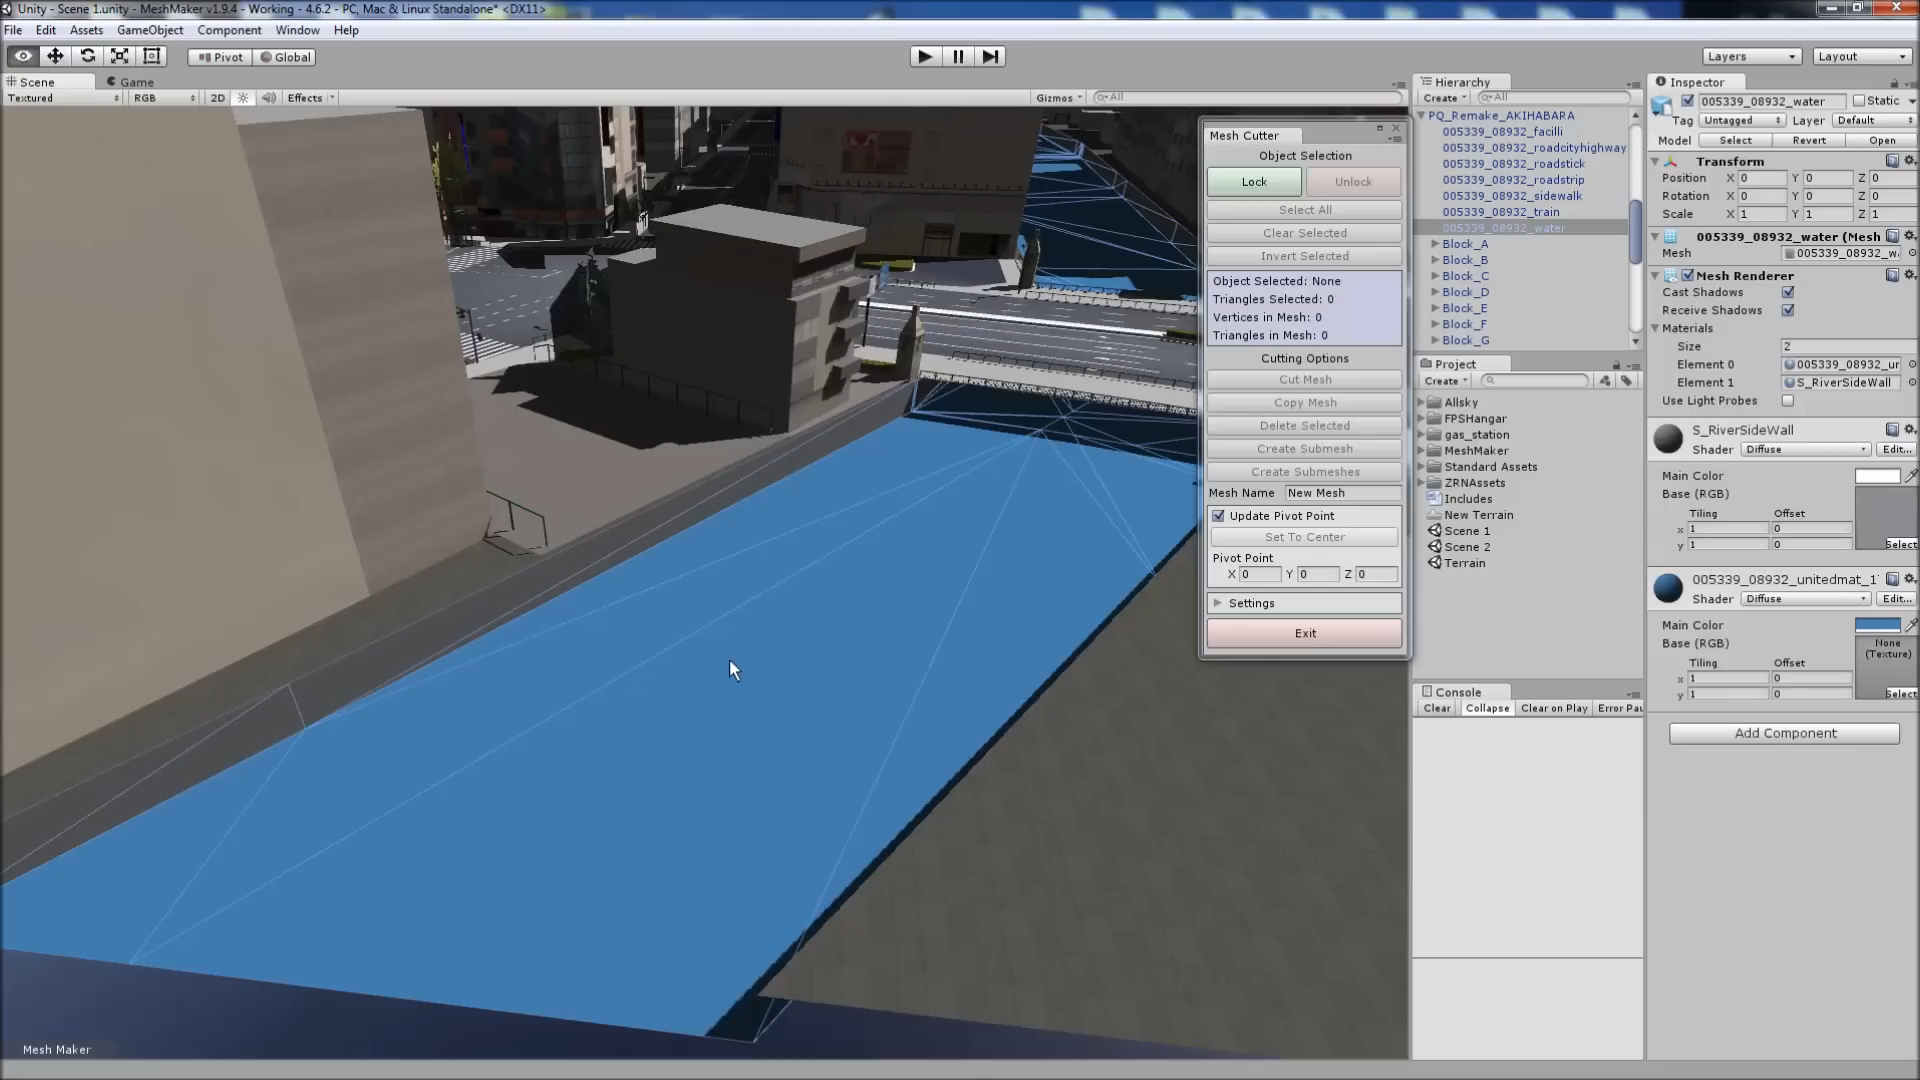 Unity - Scene 1.unity - MeshMaker v1.9.4 - Working - 4.6.2 - PC, Mac & Linux Standalone* <DX11>
File Edit Assets GameObject Component Window Help
Pivot Global Layers Layout
Scene Game
Textured RGB 2D Effects Gizmos All
Mesh Cutter
Object Selection
Lock Unlock
Select All
Clear Selected
Invert Selected
Object Selected: None
Triangles Selected: 0
Vertices in Mesh: 0
Triangles in Mesh: 0
Cutting Options
Cut Mesh
Copy Mesh
Delete Selected
Create Submesh
Create Submeshes
Mesh Name New Mesh
Update Pivot Point
Set To Center
Pivot Point
X 0 Y 0 Z 0
Settings
Exit
Mesh Maker
Hierarchy
Create All
PQ_Remake_AKIHABARA
005339_08932_facilli
005339_08932_roadcityhighway
005339_08932_roadstick
005339_08932_roadstrip
005339_08932_sidewalk
005339_08932_train
005339_08932_water
Block_A
Block_B
Block_C
Block_D
Block_E
Block_F
Block_G
Project
Create
Allsky
FPSHangar
gas_station
MeshMaker
Standard Assets
ZRNAssets
Includes
New Terrain
Scene 1
Scene 2
Terrain
Console
Clear Collapse Clear on Play Error Pau
Inspector
005339_08932_water Static
Tag Untagged Layer Default
Model Select Revert Open
Transform
Position X 0 Y 0 Z 0
Rotation X 0 Y 0 Z 0
Scale X 1 Y 1 Z 1
005339_08932_water (Mesh
Mesh 005339_08932_w
Mesh Renderer
Cast Shadows
Receive Shadows
Materials
Size 2
Element 0 005339_08932_ur
Element 1 S_RiverSideWall
Use Light Probes
S_RiverSideWall
Shader Diffuse Edit...
Main Color
Base (RGB)
Tiling Offset
x 1 0
y 1 0 Select
005339_08932_unitedmat_1
Shader Diffuse Edit...
Main Color
Base (RGB) None
(Texture)
Tiling Offset
x 1 0
y 1 0 Select
Add Component